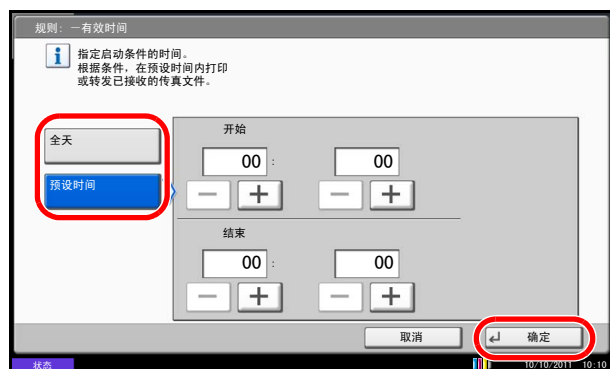 规则: －有效时间
指定启动条件的时间。
根据条件，在预设时间内打印
或转发已接收的传真文件。
全天
预设时间
开始
00 : 00
－ + － +
结束
00 : 00
－ + － +
取消
确定
状态
10/10/2011 10:10